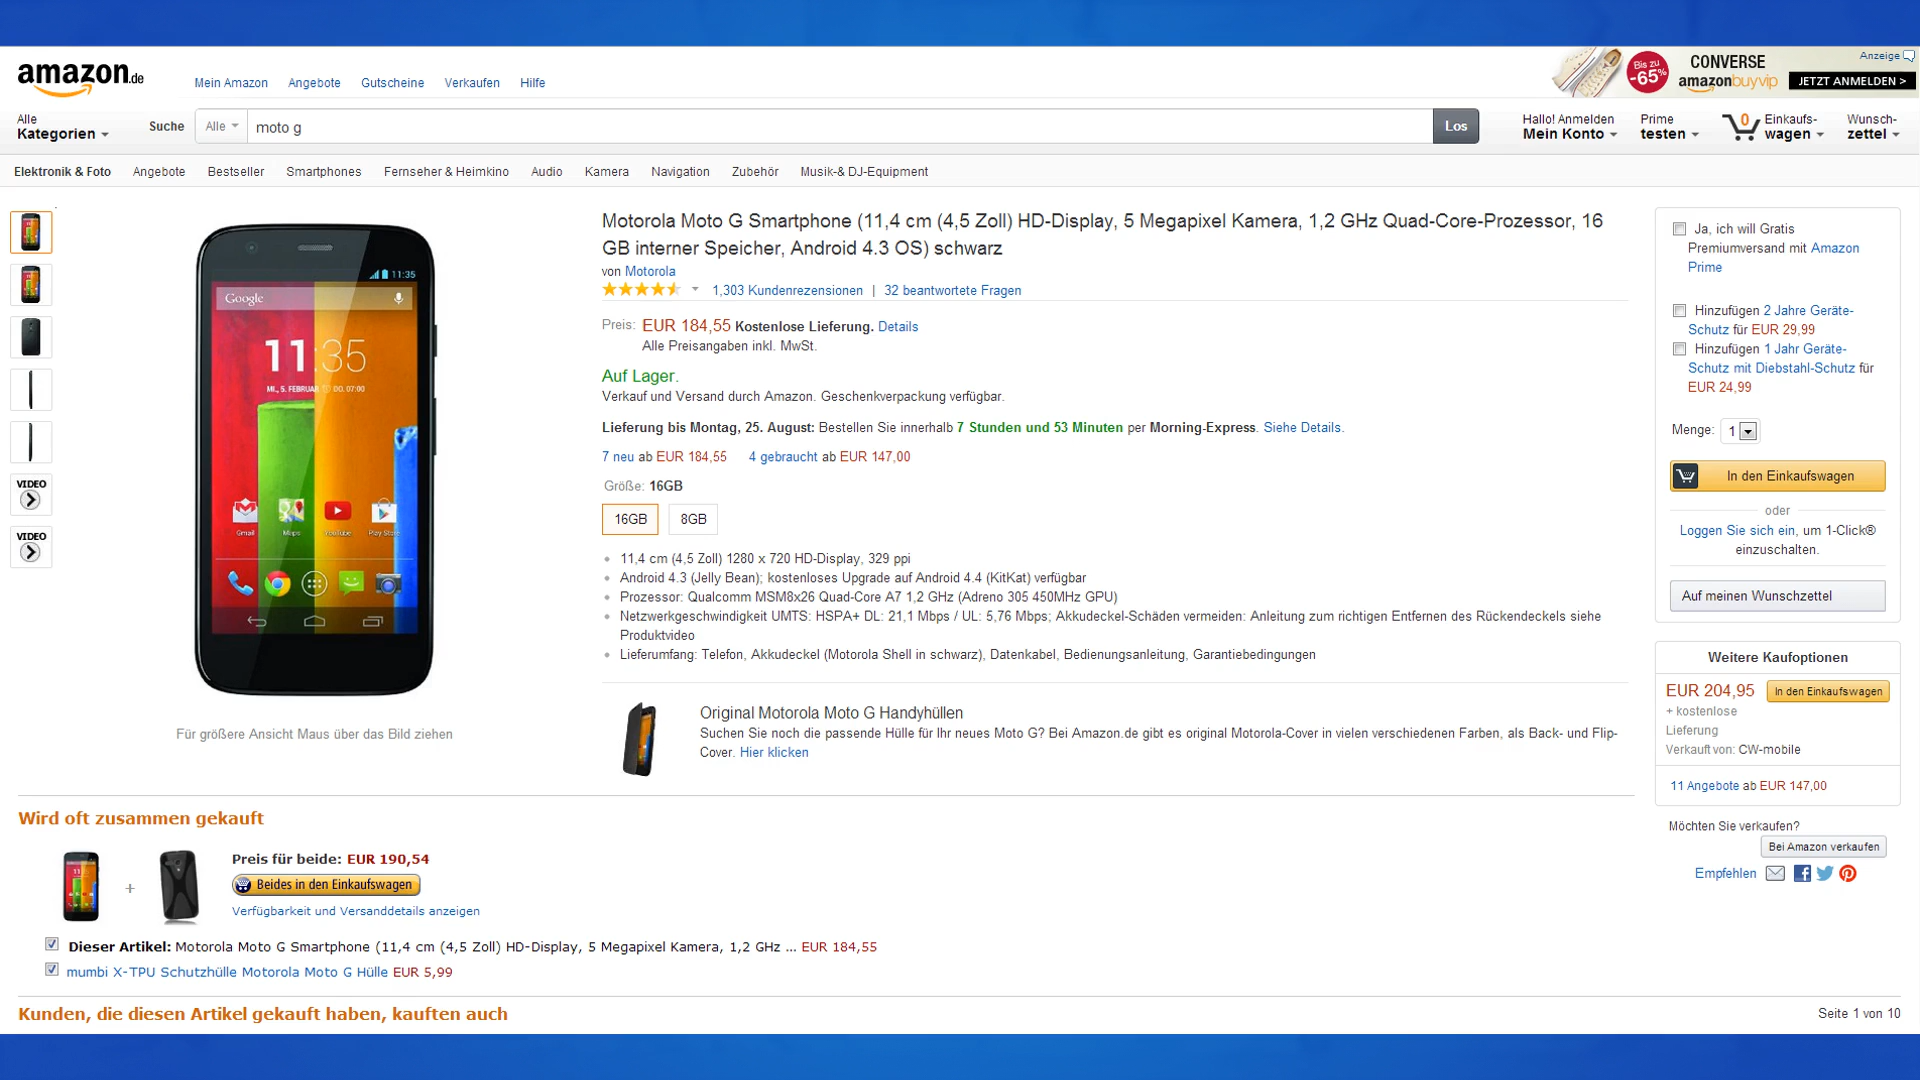 amazon.de
Mein Amazon Angebote Gutscheine Verkaufen Hilfe
Bis zu -65%
CONVERSE
amazonbuyvip
Anzeige
JETZT ANMELDEN >
Alle Kategorien
Suche Alle moto g Los
Hallo! Anmelden Mein Konto
Prime testen
0 Einkaufs-wagen
Wunsch-zettel
Elektronik & Foto Angebote Bestseller Smartphones Fernseher & Heimkino Audio Kamera Navigation Zubehör Musik-& DJ-Equipment
VIDEO
VIDEO
11:35
Google
11:35
MI., 5. FEBRUAR DO. 07:00
Gmail Maps YouTube Play Store
Für größere Ansicht Maus über das Bild ziehen
Motorola Moto G Smartphone (11,4 cm (4,5 Zoll) HD-Display, 5 Megapixel Kamera, 1,2 GHz Quad-Core-Prozessor, 16
GB interner Speicher, Android 4.3 OS) schwarz
von Motorola
1,303 Kundenrezensionen | 32 beantwortete Fragen
Preis: EUR 184,55 Kostenlose Lieferung. Details
Alle Preisangaben inkl. MwSt.
Auf Lager.
Verkauf und Versand durch Amazon. Geschenkverpackung verfügbar.
Lieferung bis Montag, 25. August: Bestellen Sie innerhalb 7 Stunden und 53 Minuten per Morning-Express. Siehe Details.
7 neu ab EUR 184,55 4 gebraucht ab EUR 147,00
Größe: 16GB
16GB 8GB
11,4 cm (4,5 Zoll) 1280 x 720 HD-Display, 329 ppi
Android 4.3 (Jelly Bean); kostenloses Upgrade auf Android 4.4 (KitKat) verfügbar
Prozessor: Qualcomm MSM8x26 Quad-Core A7 1,2 GHz (Adreno 305 450MHz GPU)
Netzwerkgeschwindigkeit UMTS: HSPA+ DL: 21,1 Mbps / UL: 5,76 Mbps; Akkudeckel-Schäden vermeiden: Anleitung zum richtigen Entfernen des Rückendeckels siehe
Produktvideo
Lieferumfang: Telefon, Akkudeckel (Motorola Shell in schwarz), Datenkabel, Bedienungsanleitung, Garantiebedingungen
Original Motorola Moto G Handyhüllen
Suchen Sie noch die passende Hülle für Ihr neues Moto G? Bei Amazon.de gibt es original Motorola-Cover in vielen verschiedenen Farben, als Back- und Flip-
Cover. Hier klicken
Ja, ich will Gratis
Premiumversand mit Amazon
Prime
Hinzufügen 2 Jahre Geräte-
Schutz für EUR 29,99
Hinzufügen 1 Jahr Geräte-
Schutz mit Diebstahl-Schutz für
EUR 24,99
Menge: 1
In den Einkaufswagen
oder
Loggen Sie sich ein, um 1-Click®
einzuschalten.
Auf meinen Wunschzettel
Weitere Kaufoptionen
EUR 204,95 In den Einkaufswagen
+ kostenlose
Lieferung
Verkauft von: CW-mobile
11 Angebote ab EUR 147,00
Möchten Sie verkaufen?
Bei Amazon verkaufen
Empfehlen
Wird oft zusammen gekauft
+
Preis für beide: EUR 190,54
Beides in den Einkaufswagen
Verfügbarkeit und Versanddetails anzeigen
Dieser Artikel: Motorola Moto G Smartphone (11,4 cm (4,5 Zoll) HD-Display, 5 Megapixel Kamera, 1,2 GHz ... EUR 184,55
mumbi X-TPU Schutzhülle Motorola Moto G Hülle EUR 5,99
Kunden, die diesen Artikel gekauft haben, kauften auch
Seite 1 von 10